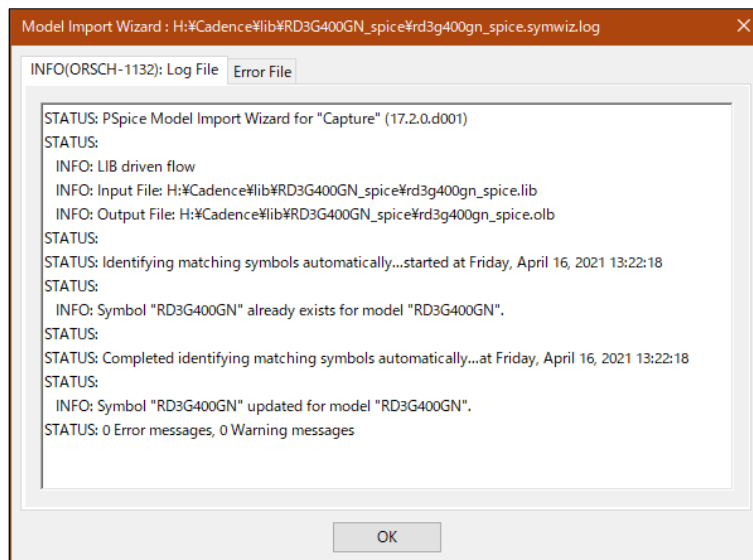 Model Import Wizard : H:¥Cadence¥lib¥RD3G400GN_spice¥rd3g400gn_spice.symwiz.log
INFO(ORSCH-1132): Log File
Error File
STATUS: PSpice Model Import Wizard for "Capture" (17.2.0.d001)
STATUS:
INFO: LIB driven flow
INFO: Input File: H:¥Cadence¥lib¥RD3G400GN_spice¥rd3g400gn_spice.lib
INFO: Output File: H:¥Cadence¥lib¥RD3G400GN_spice¥rd3g400gn_spice.olb
STATUS:
STATUS: Identifying matching symbols automatically...started at Friday, April 16, 2021 13:22:18
STATUS:
INFO: Symbol "RD3G400GN" already exists for model "RD3G400GN".
STATUS:
STATUS: Completed identifying matching symbols automatically...at Friday, April 16, 2021 13:22:18
STATUS:
INFO: Symbol "RD3G400GN" updated for model "RD3G400GN".
STATUS: 0 Error messages, 0 Warning messages
OK